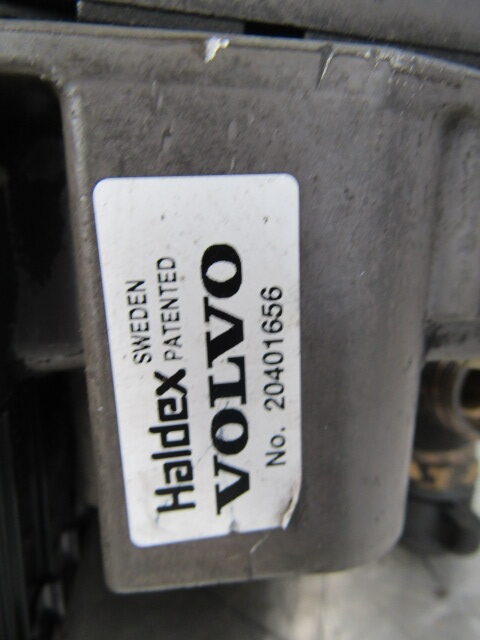 Haldex SWEDEN
PATENTED
VOLVO
No. 20401656